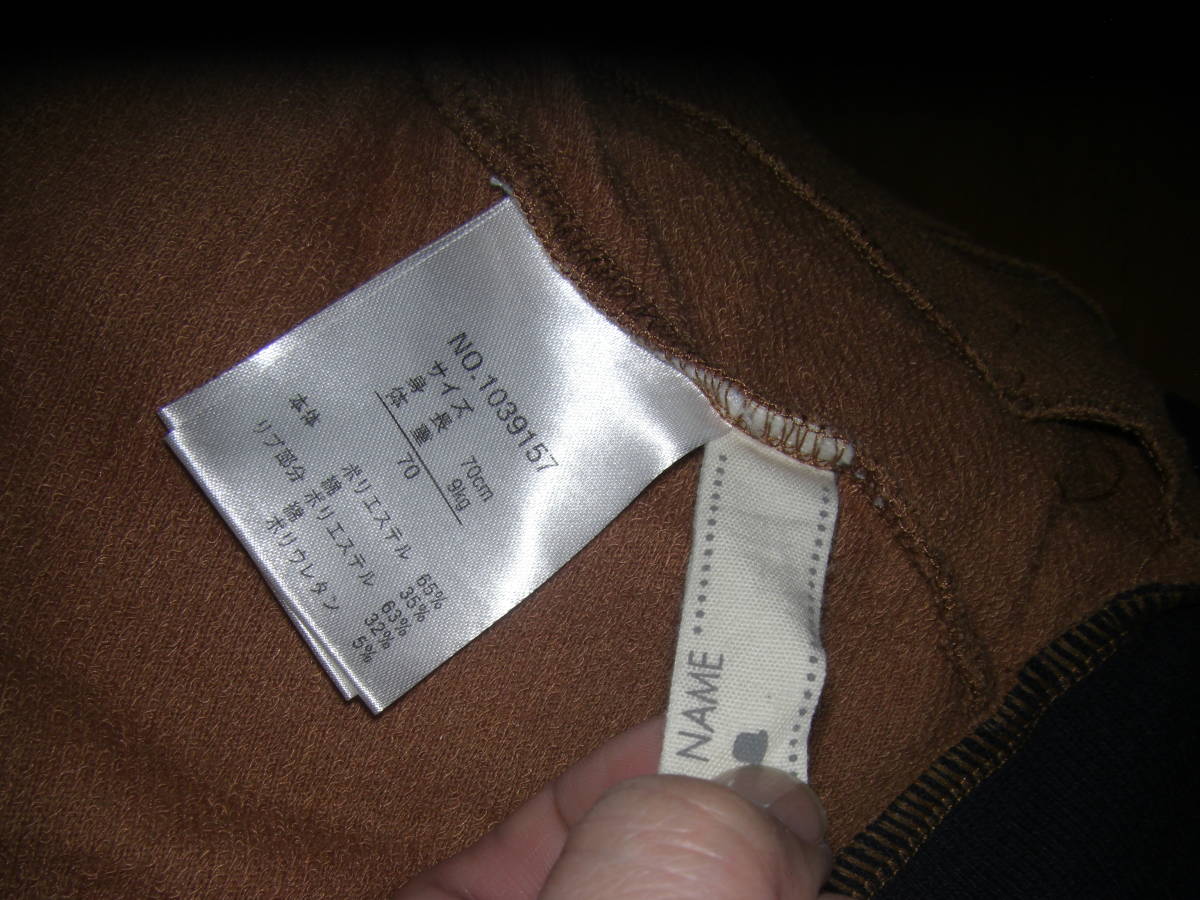 NO.1039157
サイズ 70
身長 70cm
体重 9kg
本体 ポリエステル 65%
綿 35%
リブ部分 ポリエステル 63%
綿 32%
ポリウレタン 5%
NAME